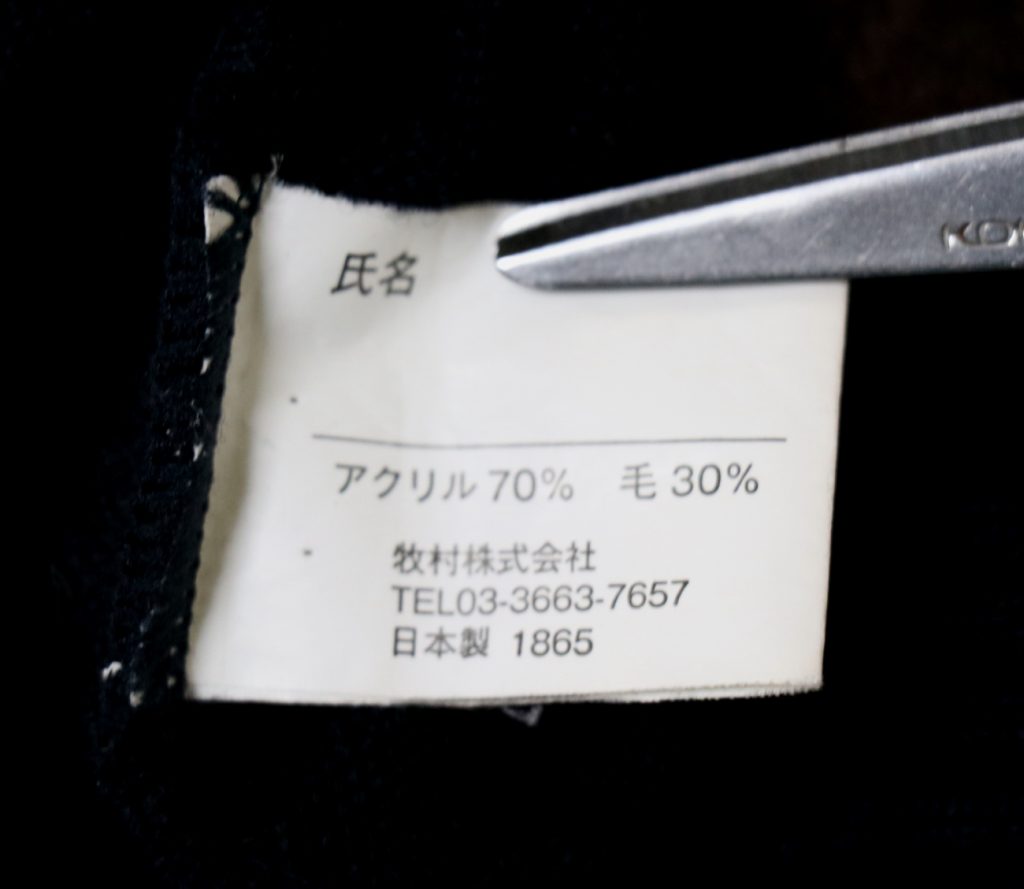 氏名
アクリル 70% 毛 30%
牧村株式会社
TEL03-3663-7657
日本製 1865